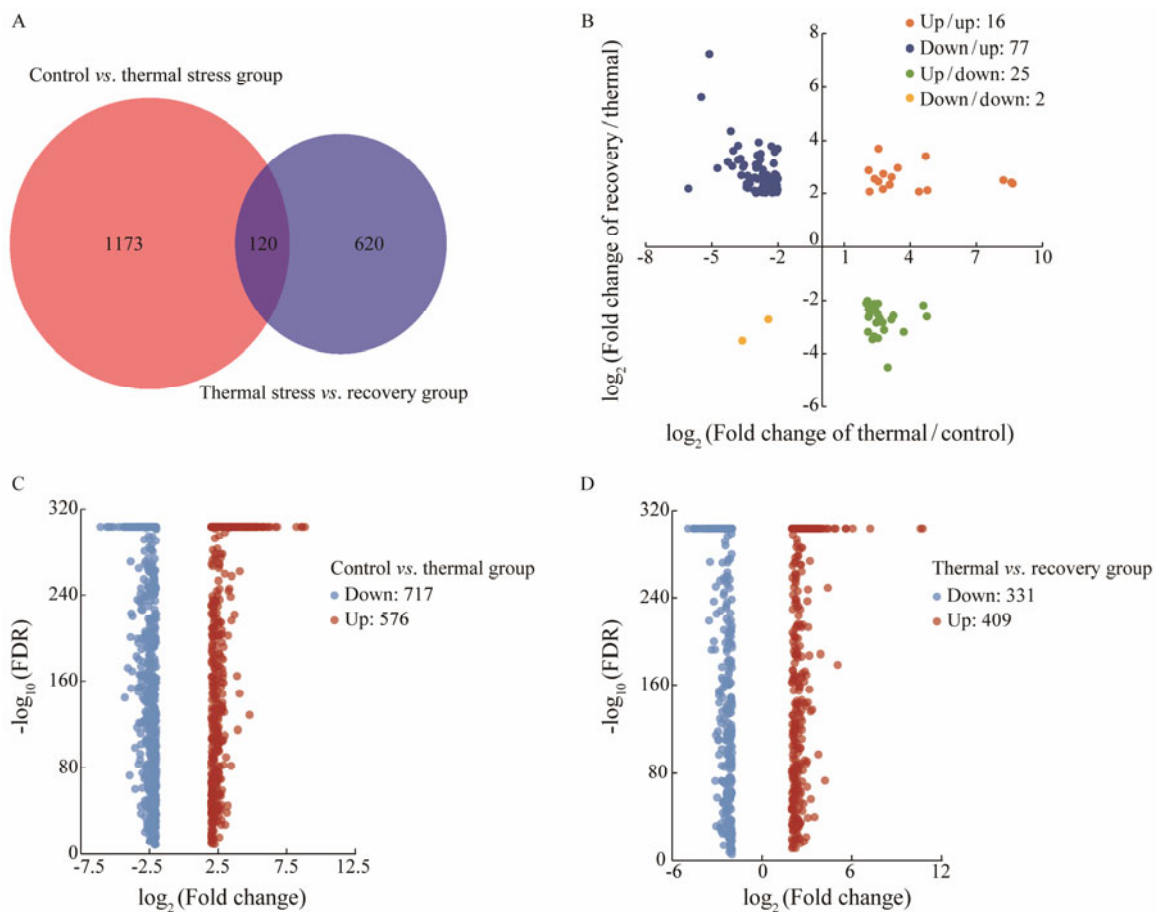 A
Control vs. thermal stress group
1173
120
620
Thermal stress vs. recovery group
B
Up/up: 16
Down/up: 77
Up/down: 25
Down/down: 2
log2 (Fold change of recovery/thermal)
8
6
4
2
0
-2
-4
-6
-8
-5
-2
1
4
7
10
log2 (Fold change of thermal/control)
C
320
240
160
80
0
-log10 (FDR)
Control vs. thermal group
Down: 717
Up: 576
-7.5
-2.5
2.5
7.5
12.5
log2 (Fold change)
D
320
240
160
80
0
-log10 (FDR)
Thermal vs. recovery group
Down: 331
Up: 409
-6
0
6
12
log2 (Fold change)